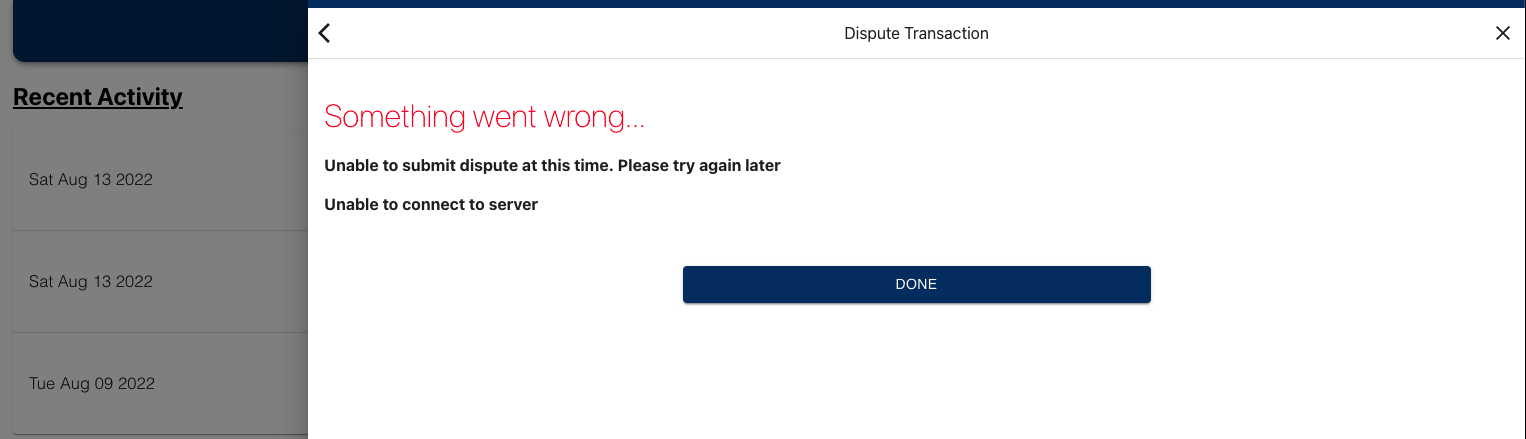 Dispute Transaction
Recent Activity
Something went wrong...
Unable to submit dispute at this time. Please try again later
Sat Aug 13 2022
Unable to connect to server
Sat Aug 13 2022
DONE
Tue Aug 09 2022